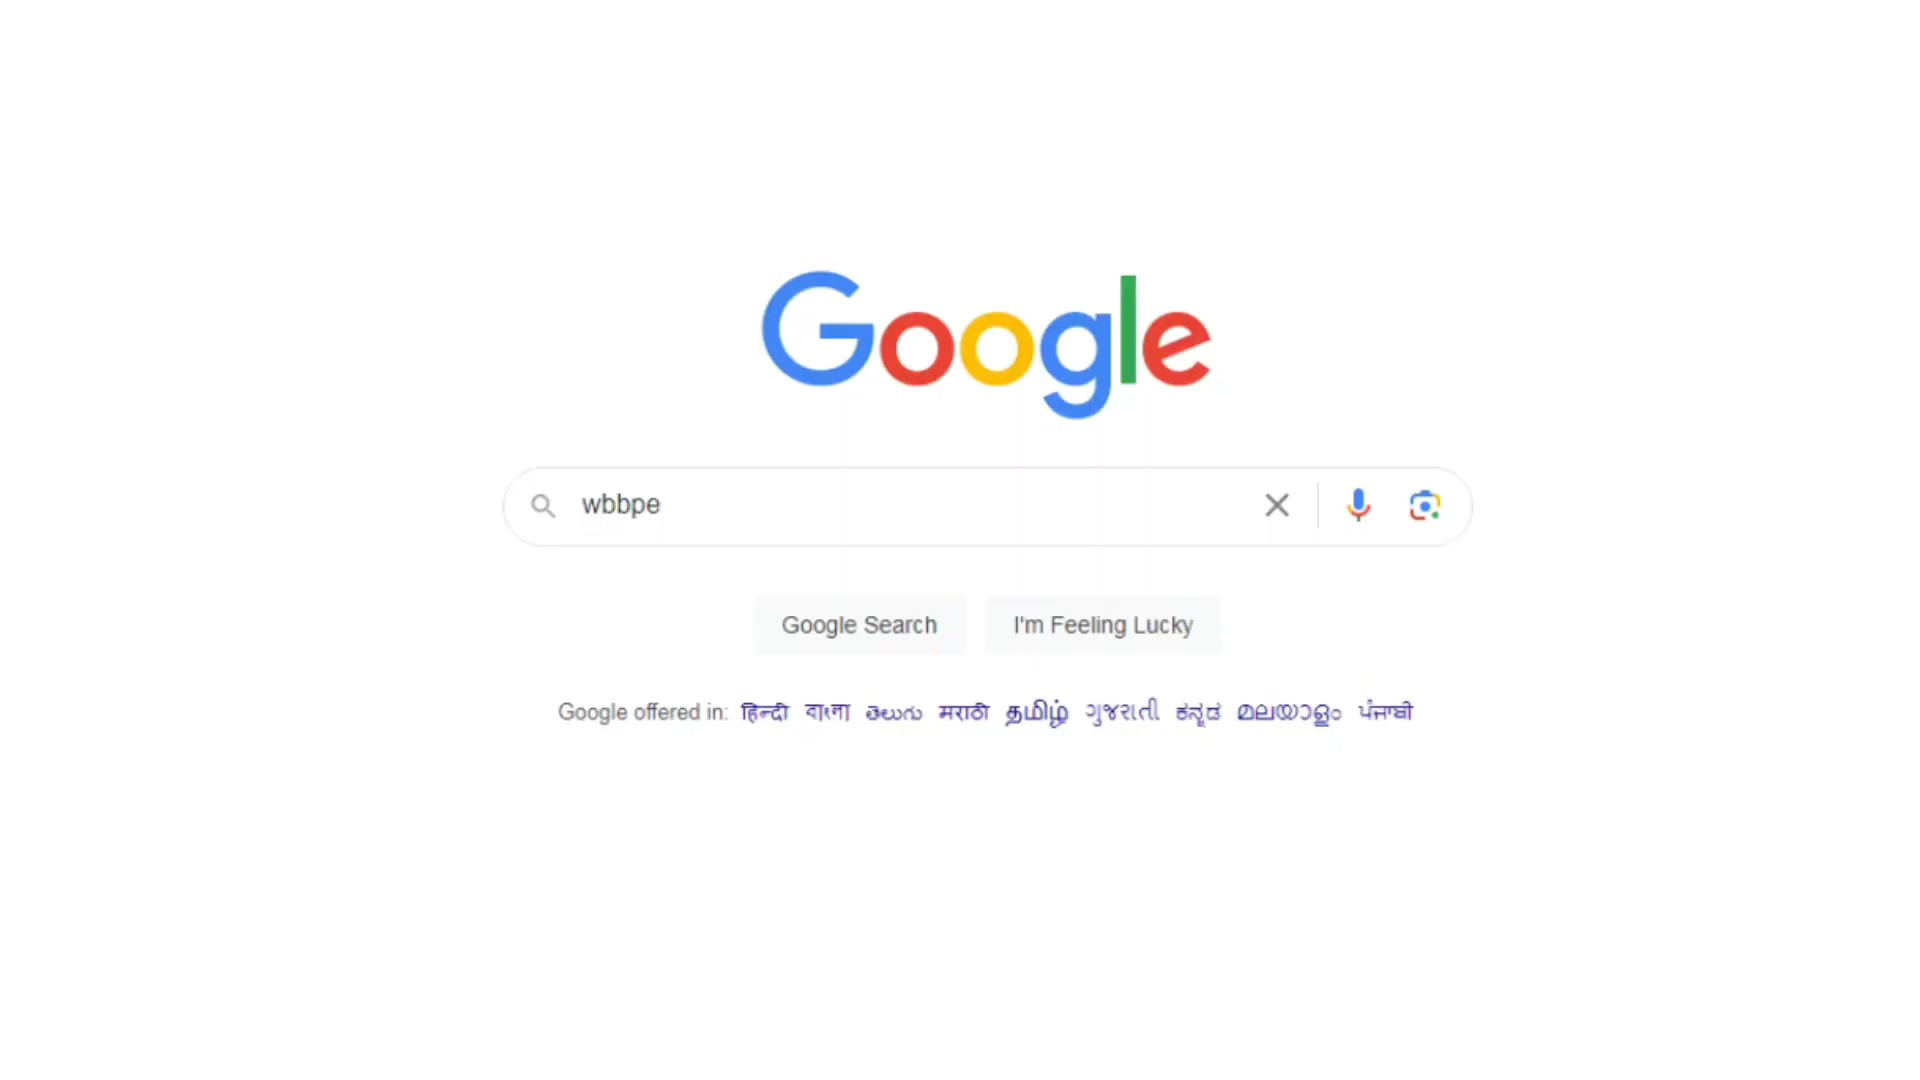 Google
wbbpe
Google Search
I'm Feeling Lucky
Google offered in: हिन्दी বাংলা తెలుగు मराठी தமிழ் ગુજરાતી ಕನ್ನಡ മലയാളം ਪੰਜਾਬੀ